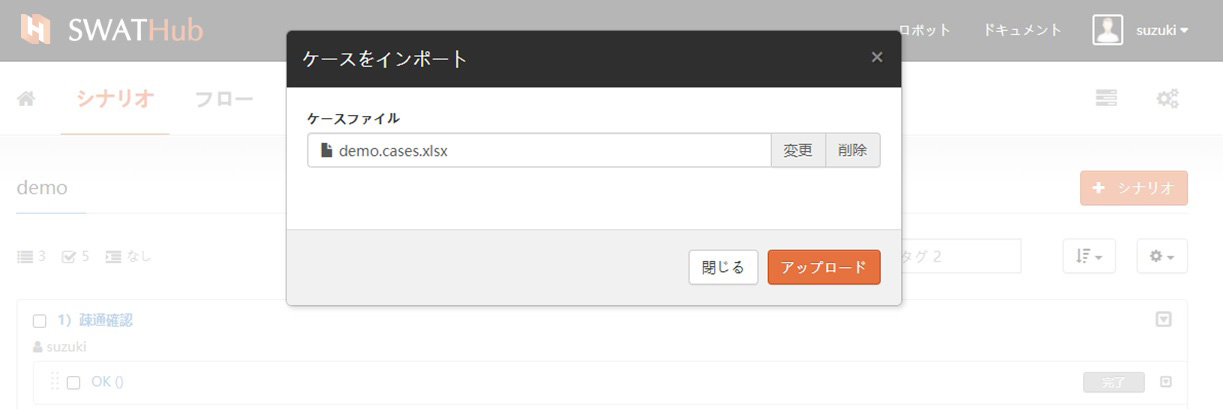 SWATHub
ロボット
ドキュメント
suzuki
ケースをインポート
×
シナリオ
フロー
ケースファイル
demo.cases.xlsx
変更
削除
demo
+ シナリオ
3
5
なし
閉じる
アップロード
タグ 2
1）疎通確認
suzuki
OK ()
完了